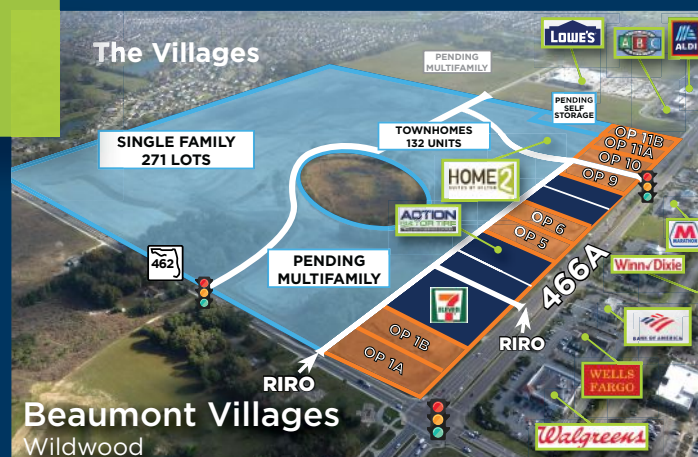 The Villages
PENDING
MULTIFAMILY
LOWE'S
ABC
ALDI
PENDING
SELF
STORAGE
SINGLE FAMILY
271 LOTS
TOWNHOMES
132 UNITS
OP 11B
OP 11A
OP 10
OP 9
HOME2
SUITES BY HILTON
ACTION
GATOR TIRE
OP 6
OP 5
M
MARATHON
462
PENDING
MULTIFAMILY
466A
Winn Dixie
7
ELEVEN
BANK OF AMERICA
OP 1B
OP 1A
RIRO
RIRO
WELLS
FARGO
Walgreens
Beaumont Villages
Wildwood